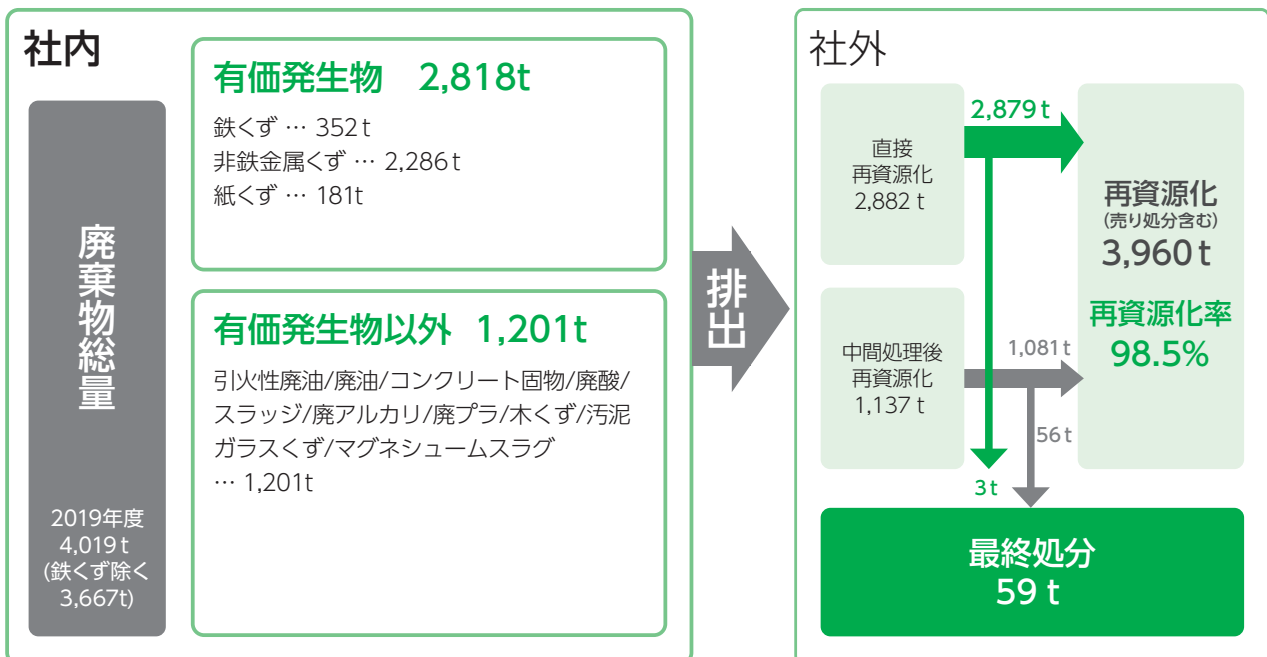 社内
廃棄物総量
2019年度
4,019t
(鉄くず除く
3,667t)
有価発生物 2,818t
鉄くず … 352t
非鉄金属くず … 2,286t
紙くず … 181t
有価発生物以外 1,201t
引火性廃油/廃油/コンクリート固物/廃酸/
スラッジ/廃アルカリ/廃プラ/木くず/汚泥
ガラスくず/マグネシュームスラグ
… 1,201t
排出
社外
直接
再資源化
2,882 t
2,879 t
中間処理後
再資源化
1,137 t
1,081t
56t
3t
再資源化
(売り処分含む)
3,960t
再資源化率
98.5%
最終処分
59 t